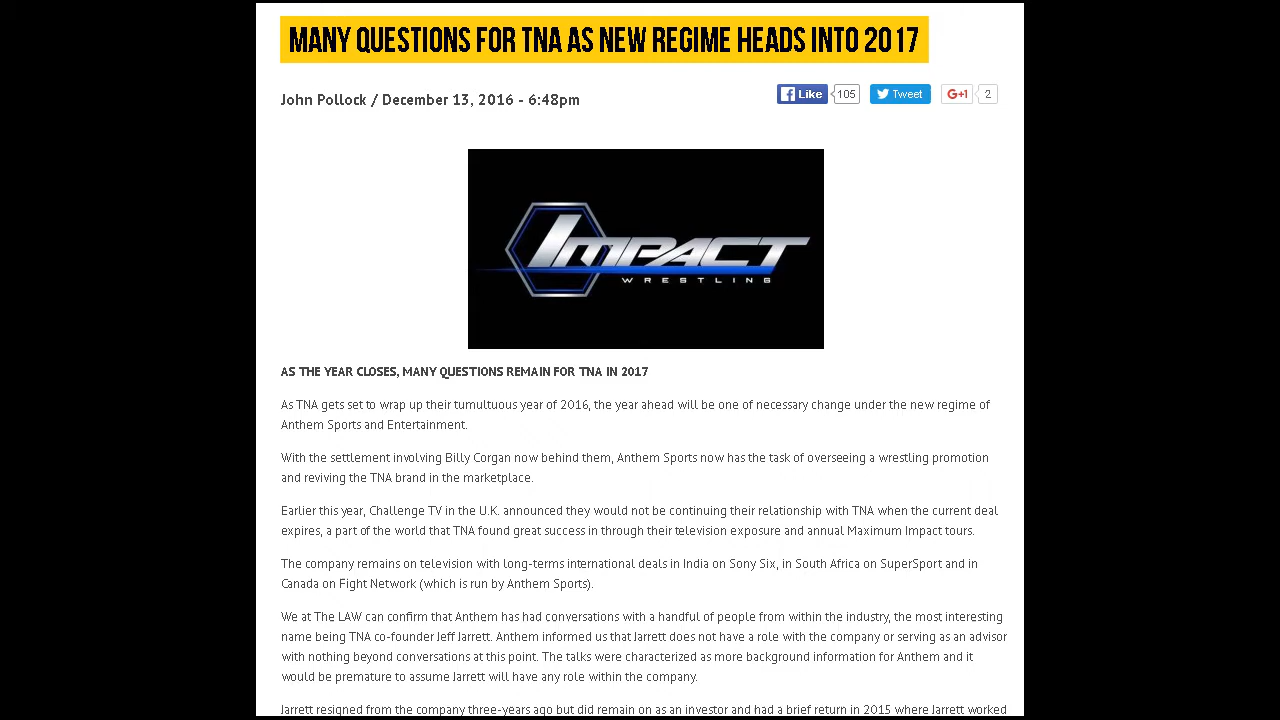 MANY QUESTIONS FOR TNA AS NEW REGIME HEADS INTO 2017
John Pollock / December 13, 2016 - 6:48pm
Like 105 Tweet G+1 2
IMPACT
WRESTLING
AS THE YEAR CLOSES, MANY QUESTIONS REMAIN FOR TNA IN 2017
As TNA gets set to wrap up their tumultuous year of 2016, the year ahead will be one of necessary change under the new regime of
Anthem Sports and Entertainment.
With the settlement involving Billy Corgan now behind them, Anthem Sports now has the task of overseeing a wrestling promotion
and reviving the TNA brand in the marketplace.
Earlier this year, Challenge TV in the U.K. announced they would not be continuing their relationship with TNA when the current deal
expires, a part of the world that TNA found great success in through their television exposure and annual Maximum Impact tours.
The company remains on television with long-terms international deals in India on Sony Six, in South Africa on SuperSport and in
Canada on Fight Network (which is run by Anthem Sports).
We at The LAW can confirm that Anthem has had conversations with a handful of people from within the industry, the most interesting
name being TNA co-founder Jeff Jarrett. Anthem informed us that Jarrett does not have a role with the company or serving as an advisor
with nothing beyond conversations at this point. The talks were characterized as more background information for Anthem and it
would be premature to assume Jarrett will have any role within the company.
Jarrett resigned from the company three-years ago but did remain on as an investor and had a brief return in 2015 where Jarrett worked